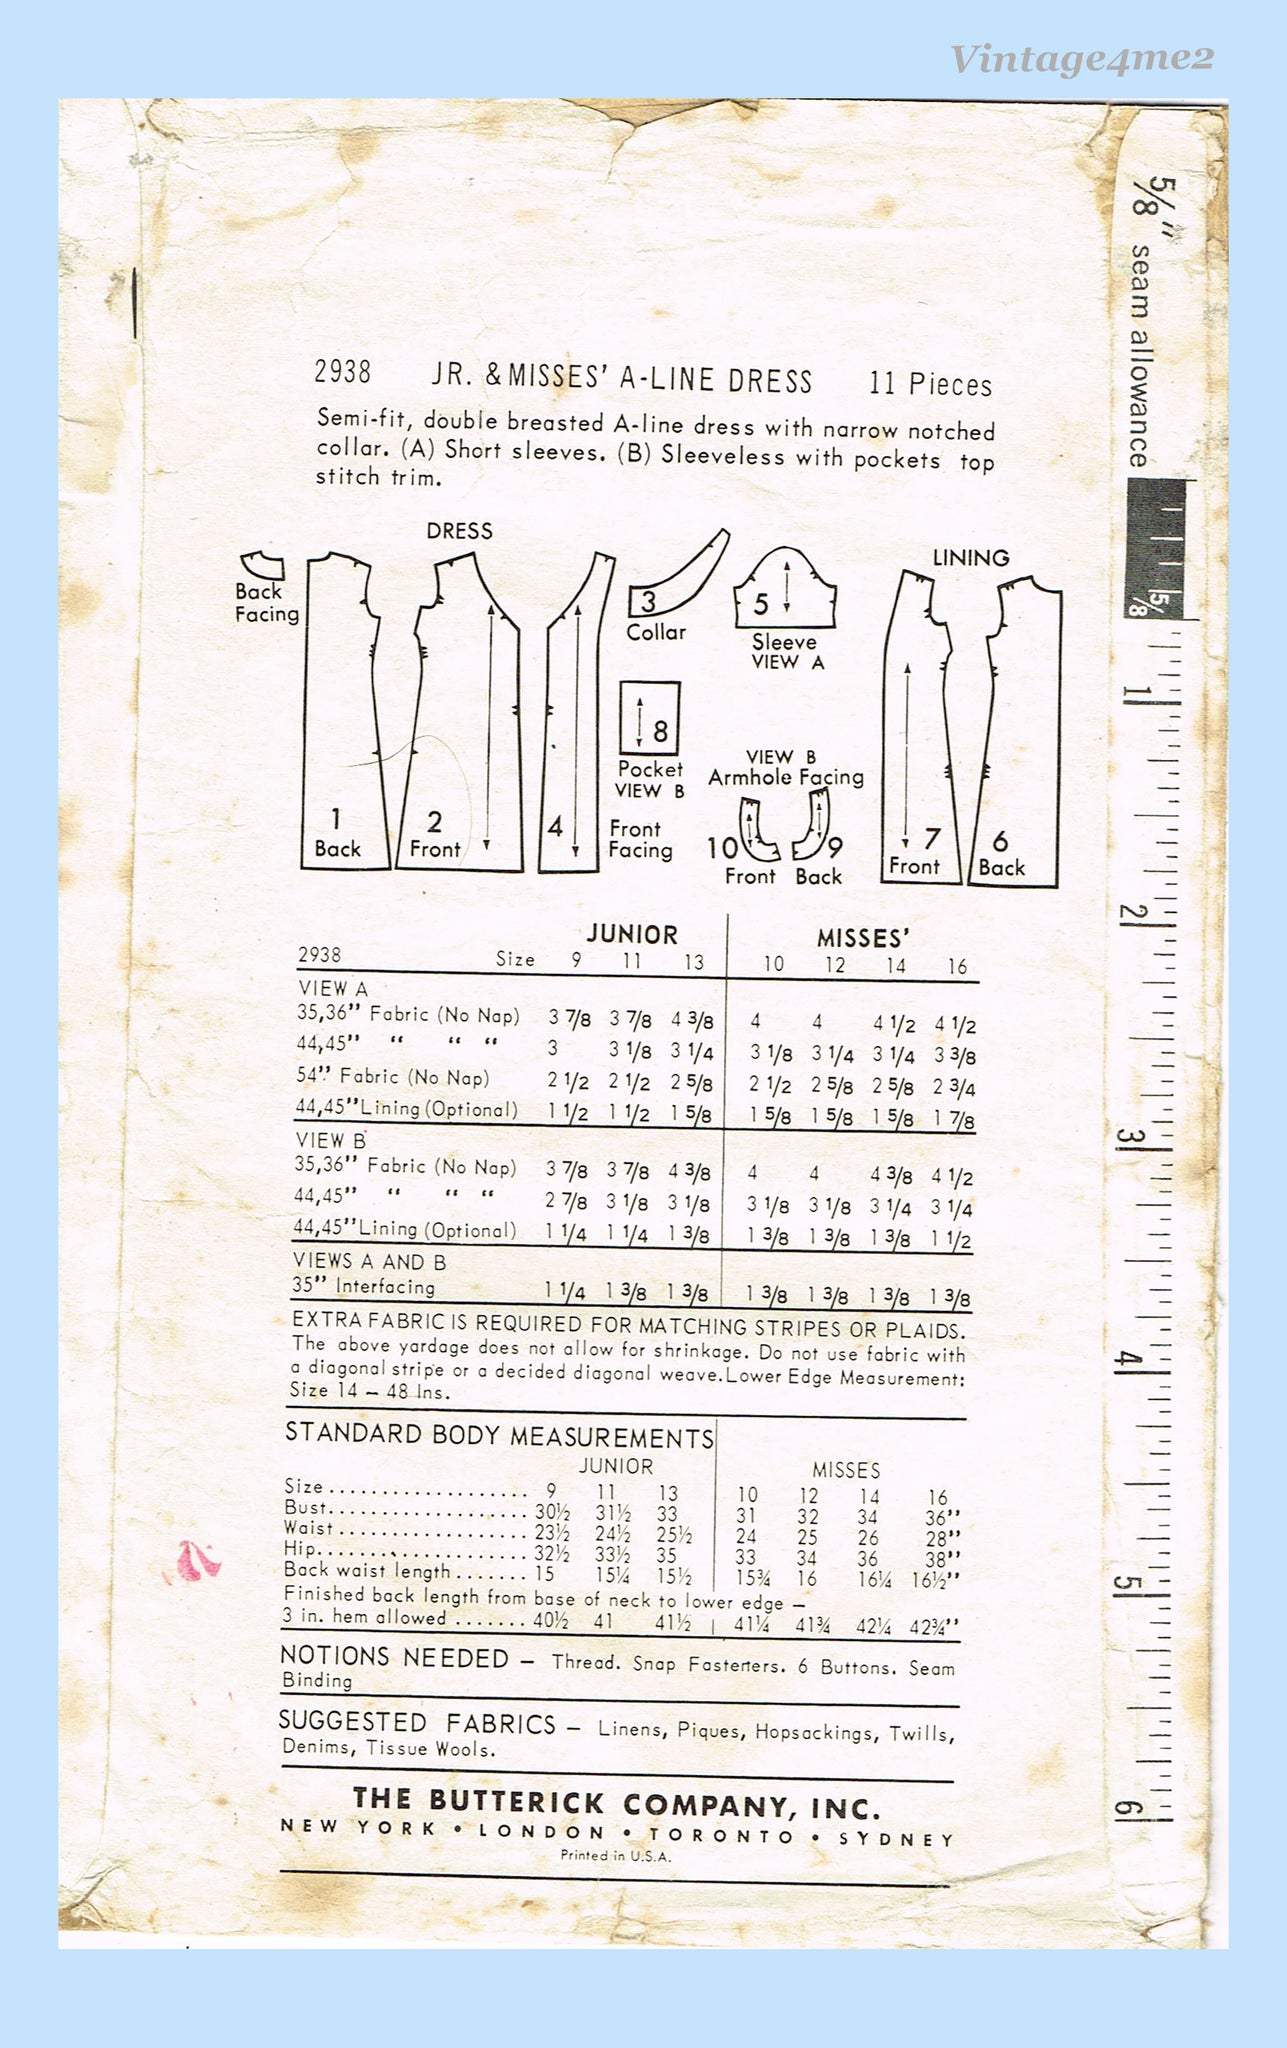 Vintage4me2
5/8" seam allowance
2938 JR. & MISSES' A-LINE DRESS 11 Pieces
Semi-fit, double breasted A-line dress with narrow notched
collar. (A) Short sleeves. (B) Sleeveless with pockets top
stitch trim.
DRESS
LINING
Back
Facing
3
Collar
5
Sleeve
VIEW A
8
Pocket
VIEW B
VIEW B
Armhole Facing
1
Back
2
Front
4
Front
Facing
10
Front
9
Back
7
Front
6
Back
5/8
1
2
3
4
5
6
JUNIOR MISSES'
2938 Size 9 11 13 10 12 14 16
VIEW A
35,36" Fabric (No Nap) 3 7/8 3 7/8 4 3/8 4 4 4 1/2 4 1/2
44,45" " " " 3 3 1/8 3 1/4 3 1/8 3 1/4 3 1/4 3 3/8
54" Fabric (No Nap) 2 1/2 2 1/2 2 5/8 2 1/2 2 5/8 2 5/8 2 3/4
44,45" Lining (Optional) 1 1/2 1 1/2 1 5/8 1 5/8 1 5/8 1 5/8 1 7/8
VIEW B
35,36" Fabric (No Nap) 3 7/8 3 7/8 4 3/8 4 4 4 3/8 4 1/2
44,45" " " " 2 7/8 3 1/8 3 1/8 3 1/8 3 1/8 3 1/4 3 1/4
44,45" Lining (Optional) 1 1/4 1 1/4 1 3/8 1 3/8 1 3/8 1 3/8 1 1/2
VIEWS A AND B
35" Interfacing 1 1/4 1 3/8 1 3/8 1 3/8 1 3/8 1 3/8 1 3/8
EXTRA FABRIC IS REQUIRED FOR MATCHING STRIPES OR PLAIDS.
The above yardage does not allow for shrinkage. Do not use fabric with
a diagonal stripe or a decided diagonal weave. Lower Edge Measurement:
Size 14 – 48 Ins.
STANDARD BODY MEASUREMENTS
JUNIOR MISSES
Size.................... 9 11 13 10 12 14 16
Bust.................... 30½ 31½ 33 31 32 34 36"
Waist.................. 23½ 24½ 25½ 24 25 26 28"
Hip...................... 32½ 33½ 35 33 34 36 38"
Back waist length....... 15 15¼ 15½ 15¾ 16 16¼ 16½"
Finished back length from base of neck to lower edge –
3 in. hem allowed ....... 40½ 41 41½ 41¼ 41¾ 42¼ 42¾"
NOTIONS NEEDED – Thread. Snap Fasteners. 6 Buttons. Seam
Binding
SUGGESTED FABRICS – Linens, Piques, Hopsackings, Twills,
Denims, Tissue Wools.
THE BUTTERICK COMPANY, INC.
NEW YORK • LONDON • TORONTO • SYDNEY
Printed in U.S.A.